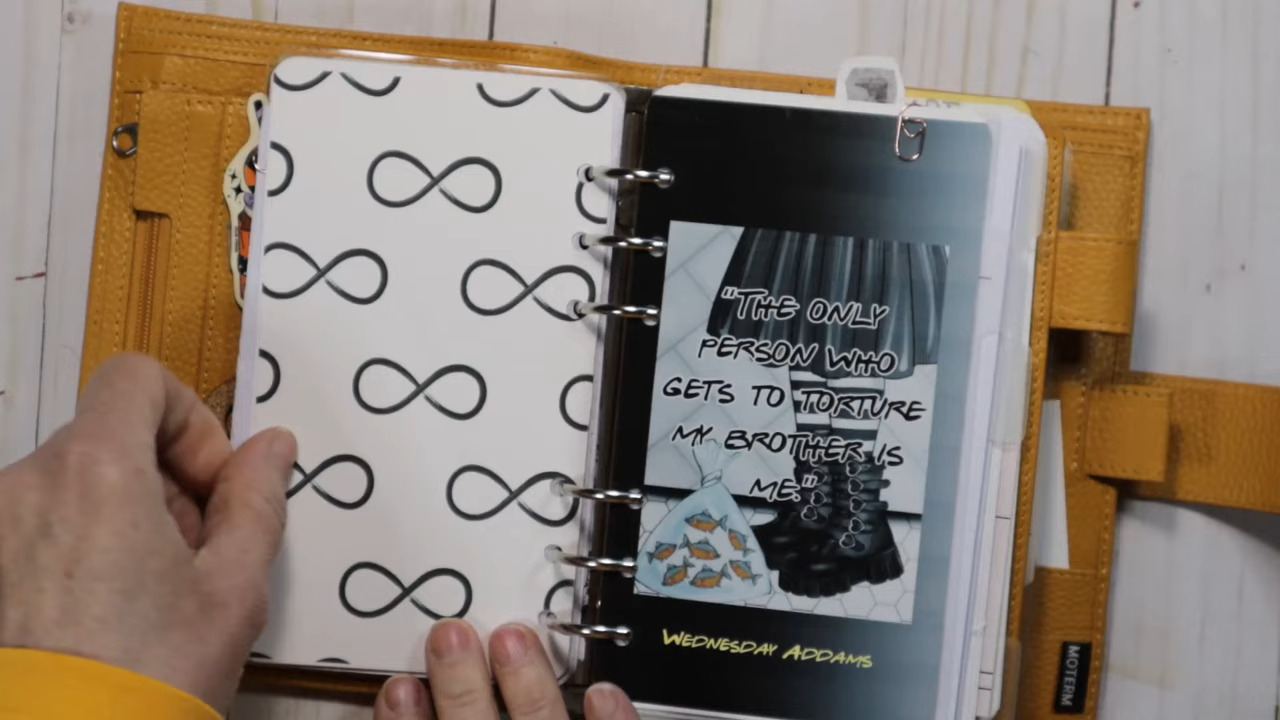 "THE ONLY
PERSON WHO
GETS TO TORTURE
MY BROTHER IS
ME."
WEDNESDAY ADDAMS
MOTERM